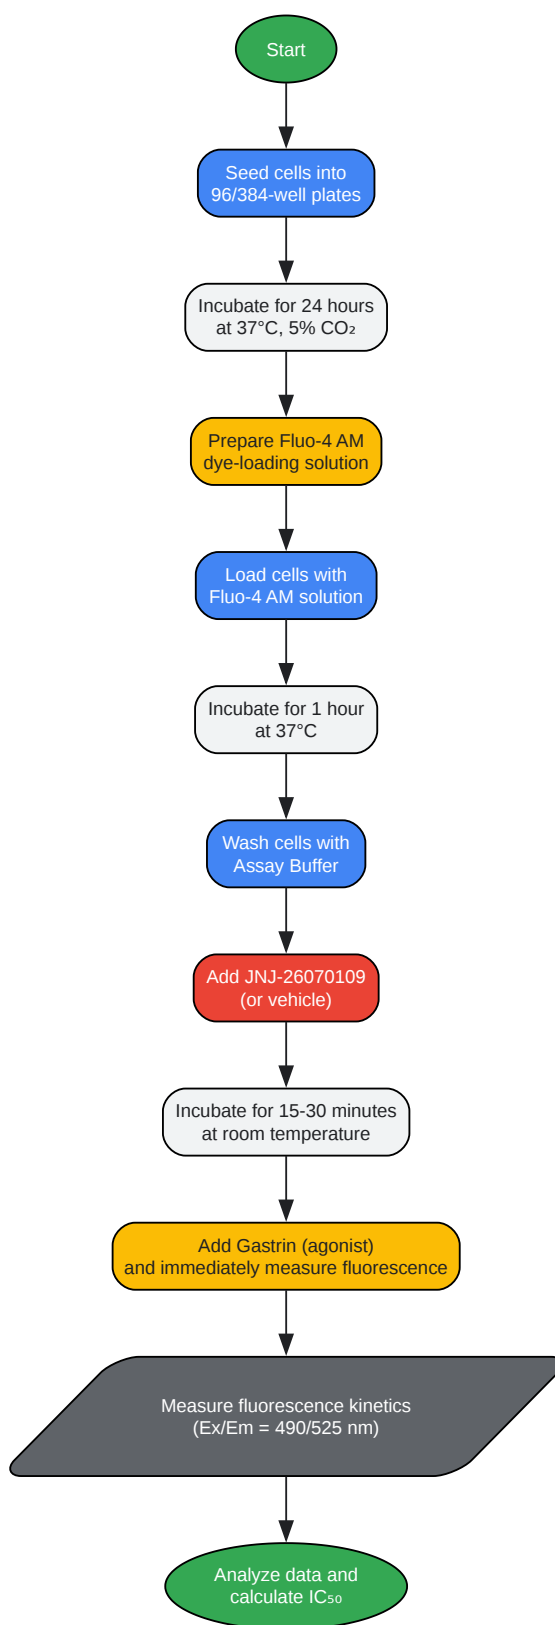 Start
Seed cells into
96/384-well plates
Incubate for 24 hours
at 37°C, 5% CO₂
Prepare Fluo-4 AM
dye-loading solution
Load cells with
Fluo-4 AM solution
Incubate for 1 hour
at 37°C
Wash cells with
Assay Buffer
Add JNJ-26070109
(or vehicle)
Incubate for 15-30 minutes
at room temperature
Add Gastrin (agonist)
and immediately measure fluorescence
Measure fluorescence kinetics
(Ex/Em = 490/525 nm)
Analyze data and
calculate IC₅₀